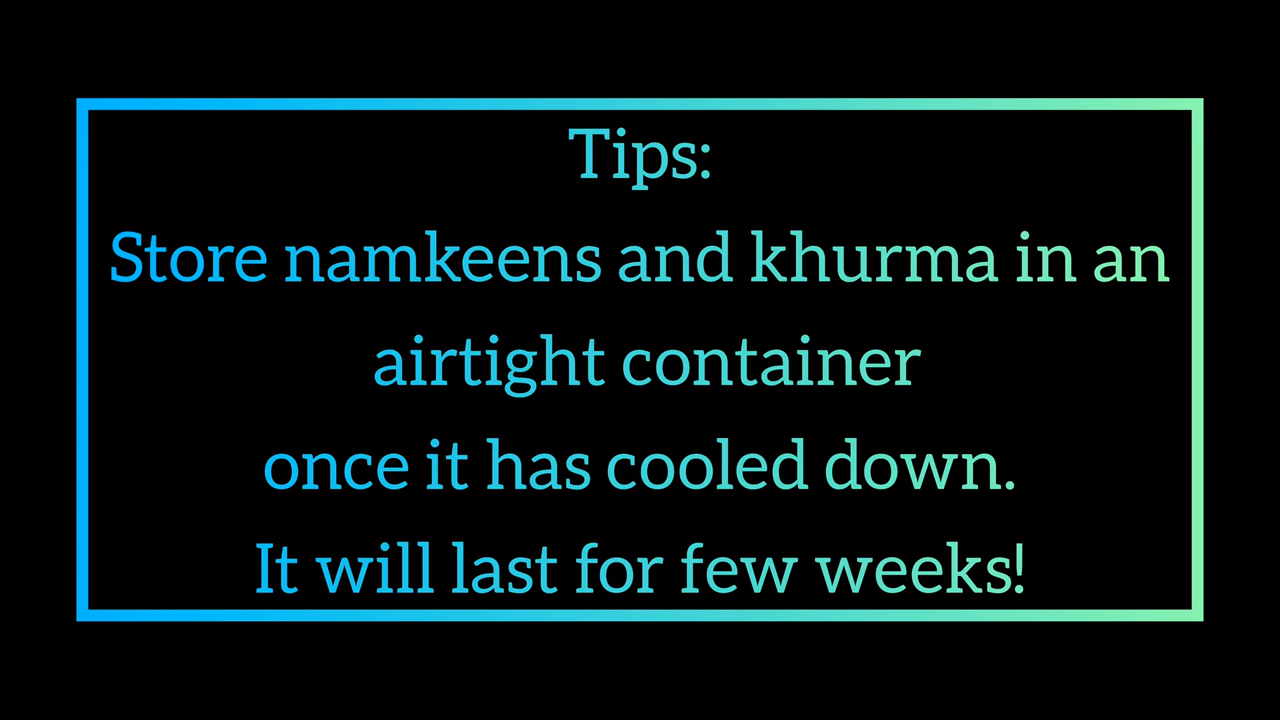 Tips:
Store namkeens and khurma in an
airtight container
once it has cooled down.
It will last for few weeks!